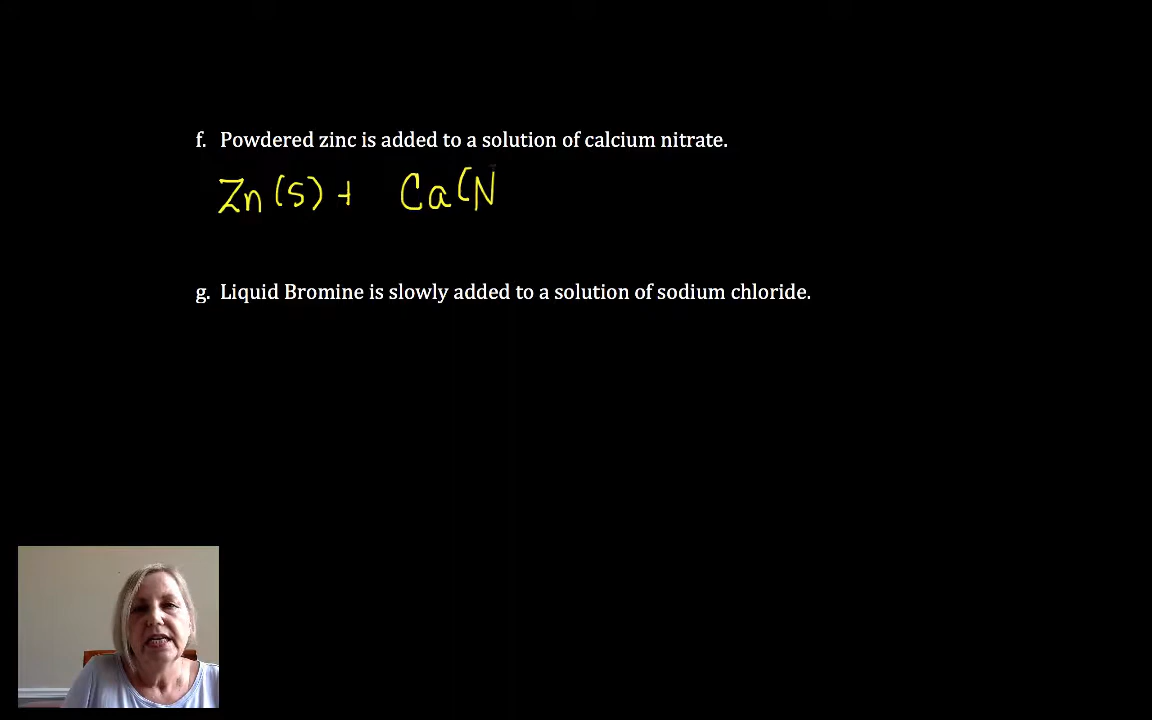 f. Powdered zinc is added to a solution of calcium nitrate.
Zn(s) + Ca(N
g. Liquid Bromine is slowly added to a solution of sodium chloride.